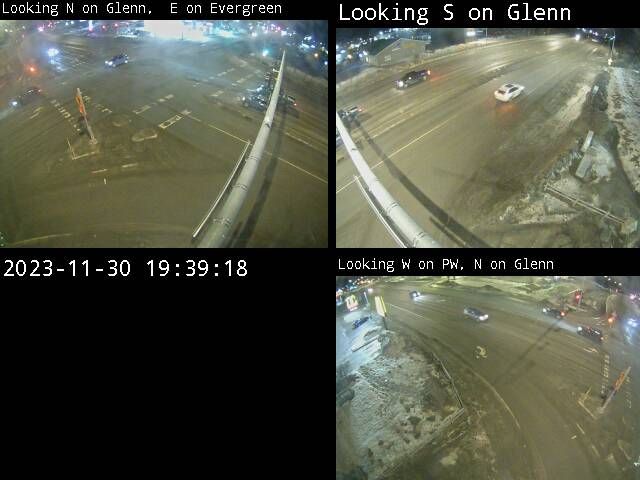 Looking N on Glenn,  E on Evergreen
Looking S on Glenn
2023-11-30 19:39:18
Looking W on PW, N on Glenn